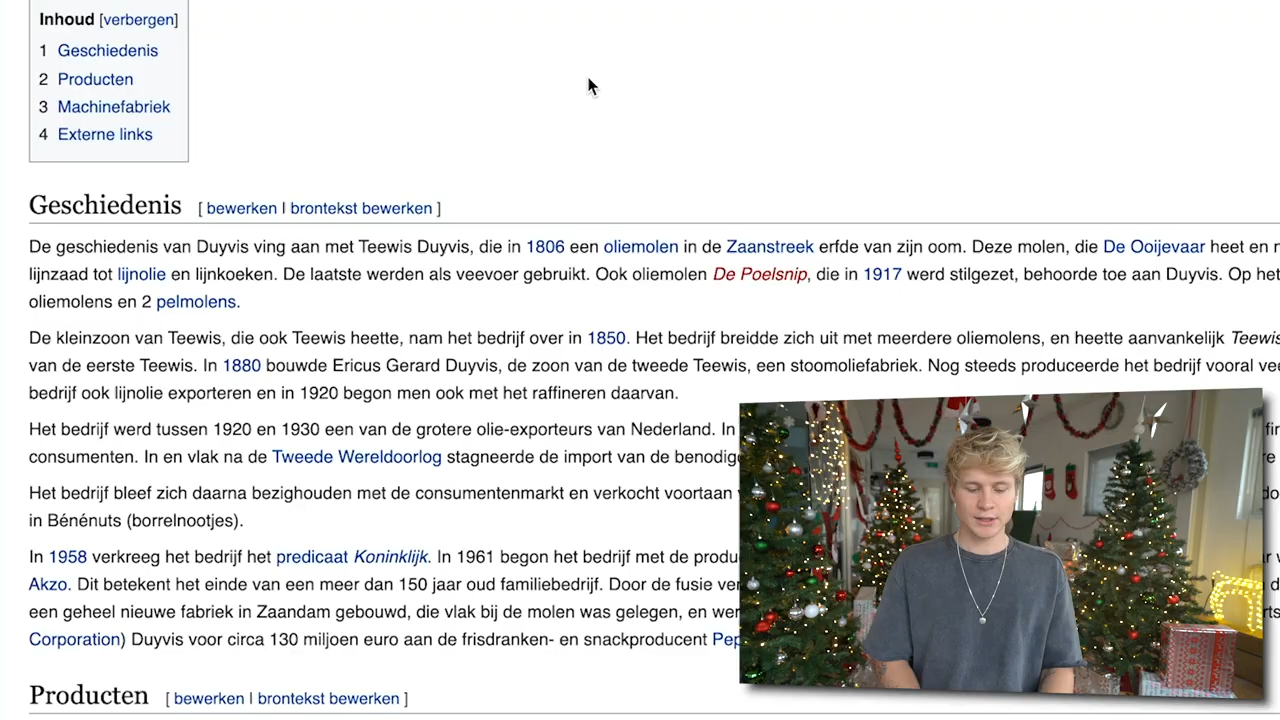 Inhoud [verbergen]
1 Geschiedenis
2 Producten
3 Machinefabriek
4 Externe links
Geschiedenis [ bewerken | brontekst bewerken ]
De geschiedenis van Duyvis ving aan met Teewis Duyvis, die in 1806 een oliemolen in de Zaanstreek erfde van zijn oom. Deze molen, die De Ooijevaar heet en
lijnzaad tot lijnolie en lijnkoeken. De laatste werden als veevoer gebruikt. Ook oliemolen De Poelsnip, die in 1917 werd stilgezet, behoorde toe aan Duyvis. Op het
oliemolens en 2 pelmolens.
De kleinzoon van Teewis, die ook Teewis heette, nam het bedrijf over in 1850. Het bedrijf breidde zich uit met meerdere oliemolens, en heette aanvankelijk Teewis
van de eerste Teewis. In 1880 bouwde Ericus Gerard Duyvis, de zoon van de tweede Teewis, een stoomoliefabriek. Nog steeds produceerde het bedrijf vooral
bedrijf ook lijnolie exporteren en in 1920 begon men ook met het raffineren daarvan.
Het bedrijf werd tussen 1920 en 1930 een van de grotere olie-exporteurs van Nederland. In
consumenten. In en vlak na de Tweede Wereldoorlog stagneerde de import van de
Het bedrijf bleef zich daarna bezighouden met de consumentenmarkt en verkocht voortaan
in Bénénuts (borrelnootjes).
In 1958 verkreeg het bedrijf het predicaat Koninklijk. In 1961 begon het bedrijf met de
Akzo. Dit betekent het einde van een meer dan 150 jaar oud familiebedrijf. Door de fusie
een geheel nieuwe fabriek in Zaandam gebouwd, die vlak bij de molen was gelegen, en
Corporation) Duyvis voor circa 130 miljoen euro aan de frisdranken- en snackproducent
Producten [ bewerken | brontekst bewerken ]